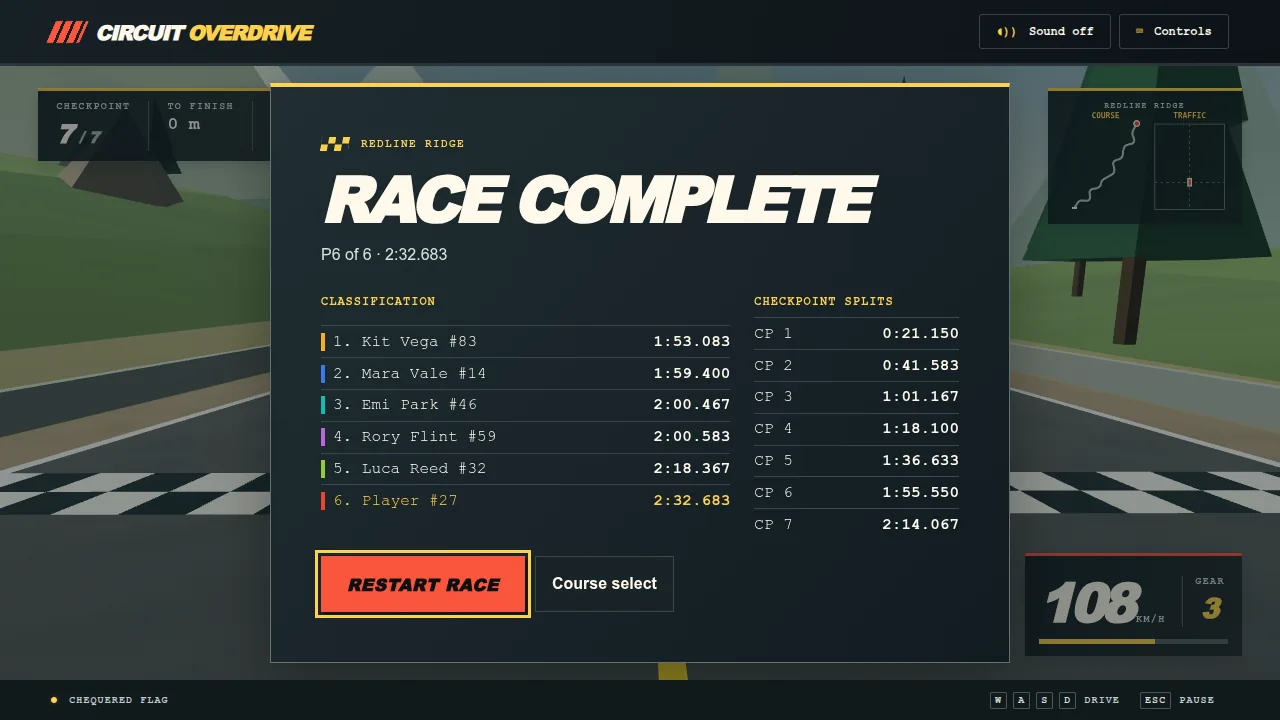 CIRCUIT OVERDRIVE
Sound off
Controls
CHECKPOINT
7/7
TO FINISH
0 m
REDLINE RIDGE
COURSE
TRAFFIC
REDLINE RIDGE
RACE COMPLETE
P6 of 6 · 2:32.683
CLASSIFICATION
1. Kit Vega #83 1:53.083
2. Mara Vale #14 1:59.400
3. Emi Park #46 2:00.467
4. Rory Flint #59 2:00.583
5. Luca Reed #32 2:18.367
6. Player #27 2:32.683
CHECKPOINT SPLITS
CP 1 0:21.150
CP 2 0:41.583
CP 3 1:01.167
CP 4 1:18.100
CP 5 1:36.633
CP 6 1:55.550
CP 7 2:14.067
RESTART RACE
Course select
108 KM/H
GEAR
3
CHEQUERED FLAG
W A S D DRIVE
ESC PAUSE